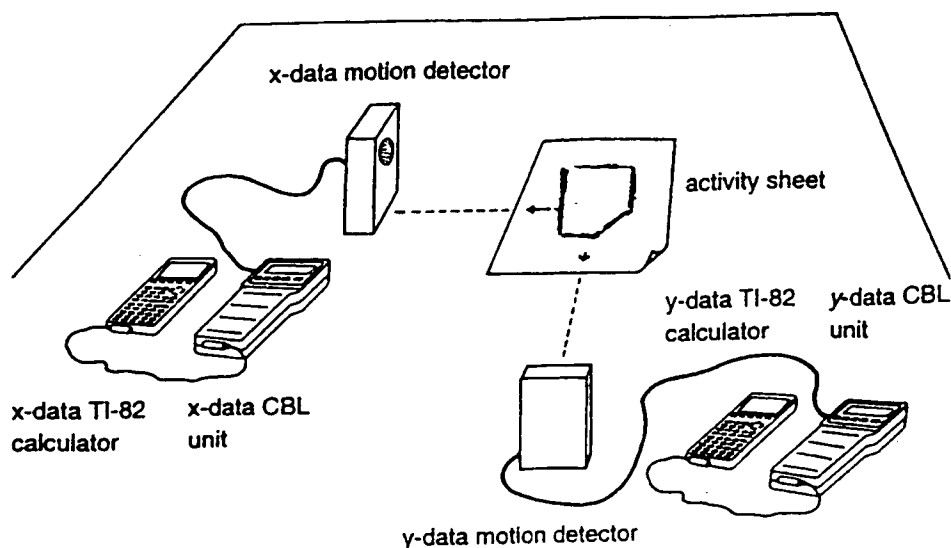 x-data motion detector
activity sheet
y-data TI-82
calculator
y-data CBL
unit
x-data TI-82
calculator
x-data CBL
unit
y-data motion detector